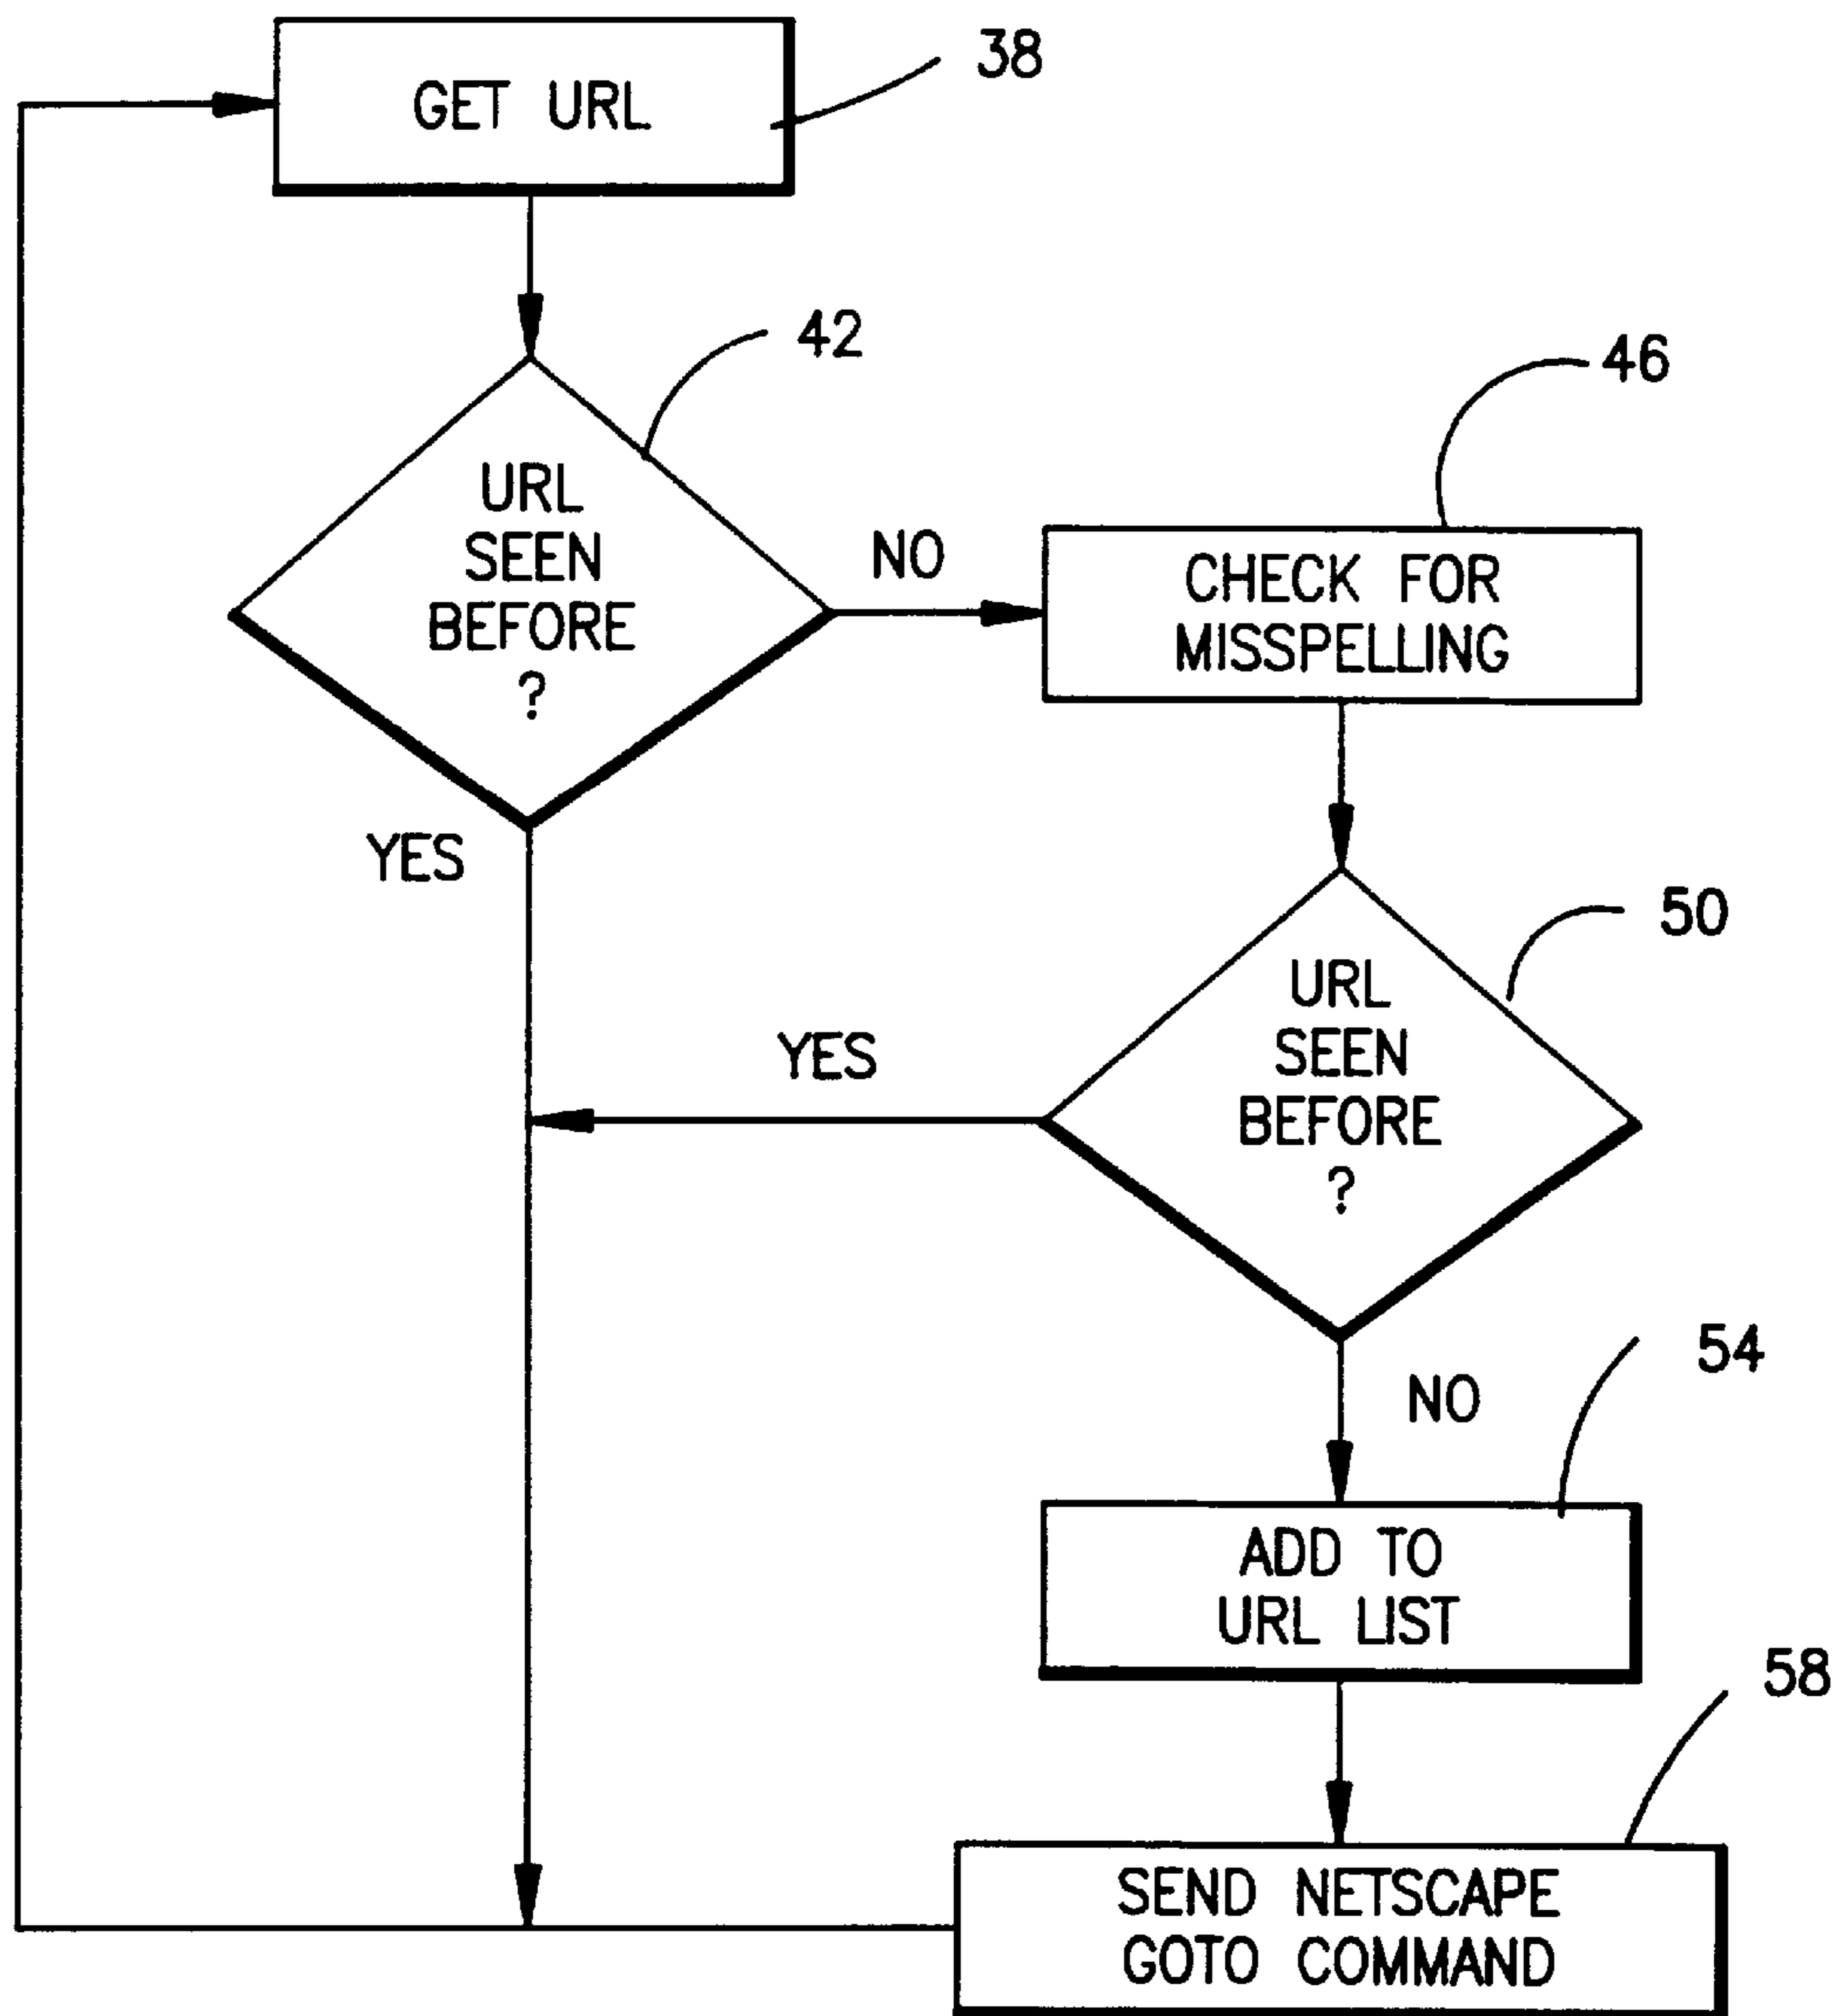 GET URL
38
42
URL
SEEN
BEFORE
?
NO
YES
46
CHECK FOR
MISSPELLING
50
URL
SEEN
BEFORE
?
YES
NO
54
ADD TO
URL LIST
58
SEND NETSCAPE
GOTO COMMAND